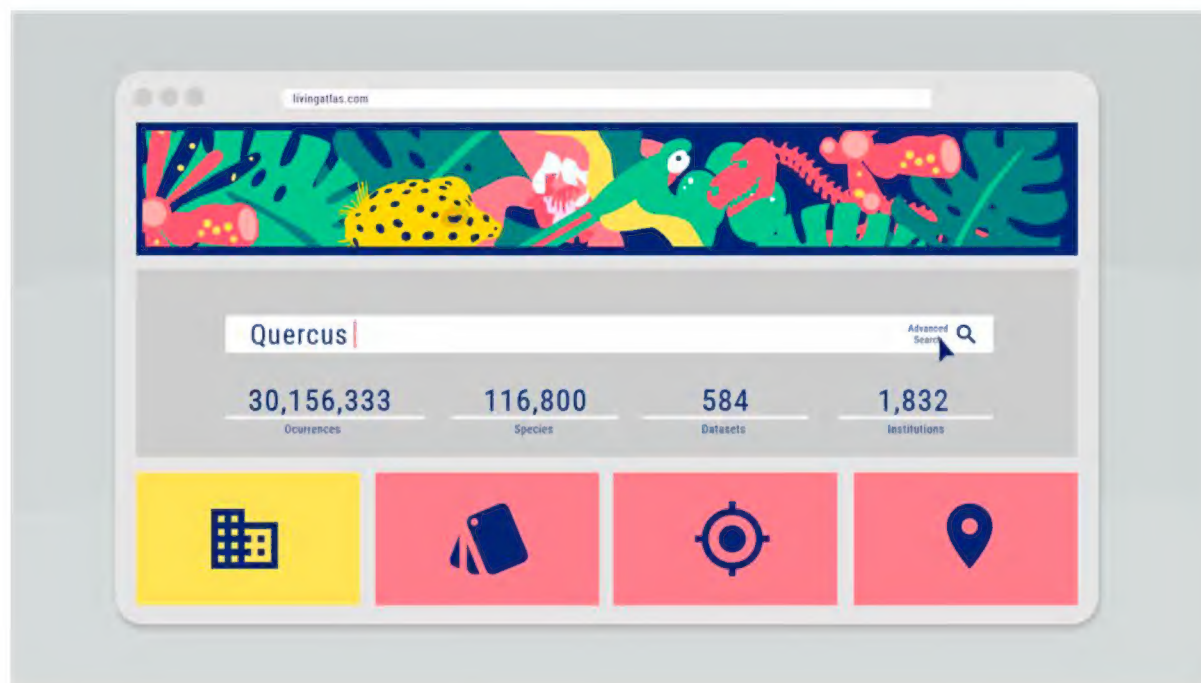 livingatlas.com
Quercus
Advanced
Search
30,156,333
116,800
584
1,832
Ocurrences
Species
Datasets
Institutions